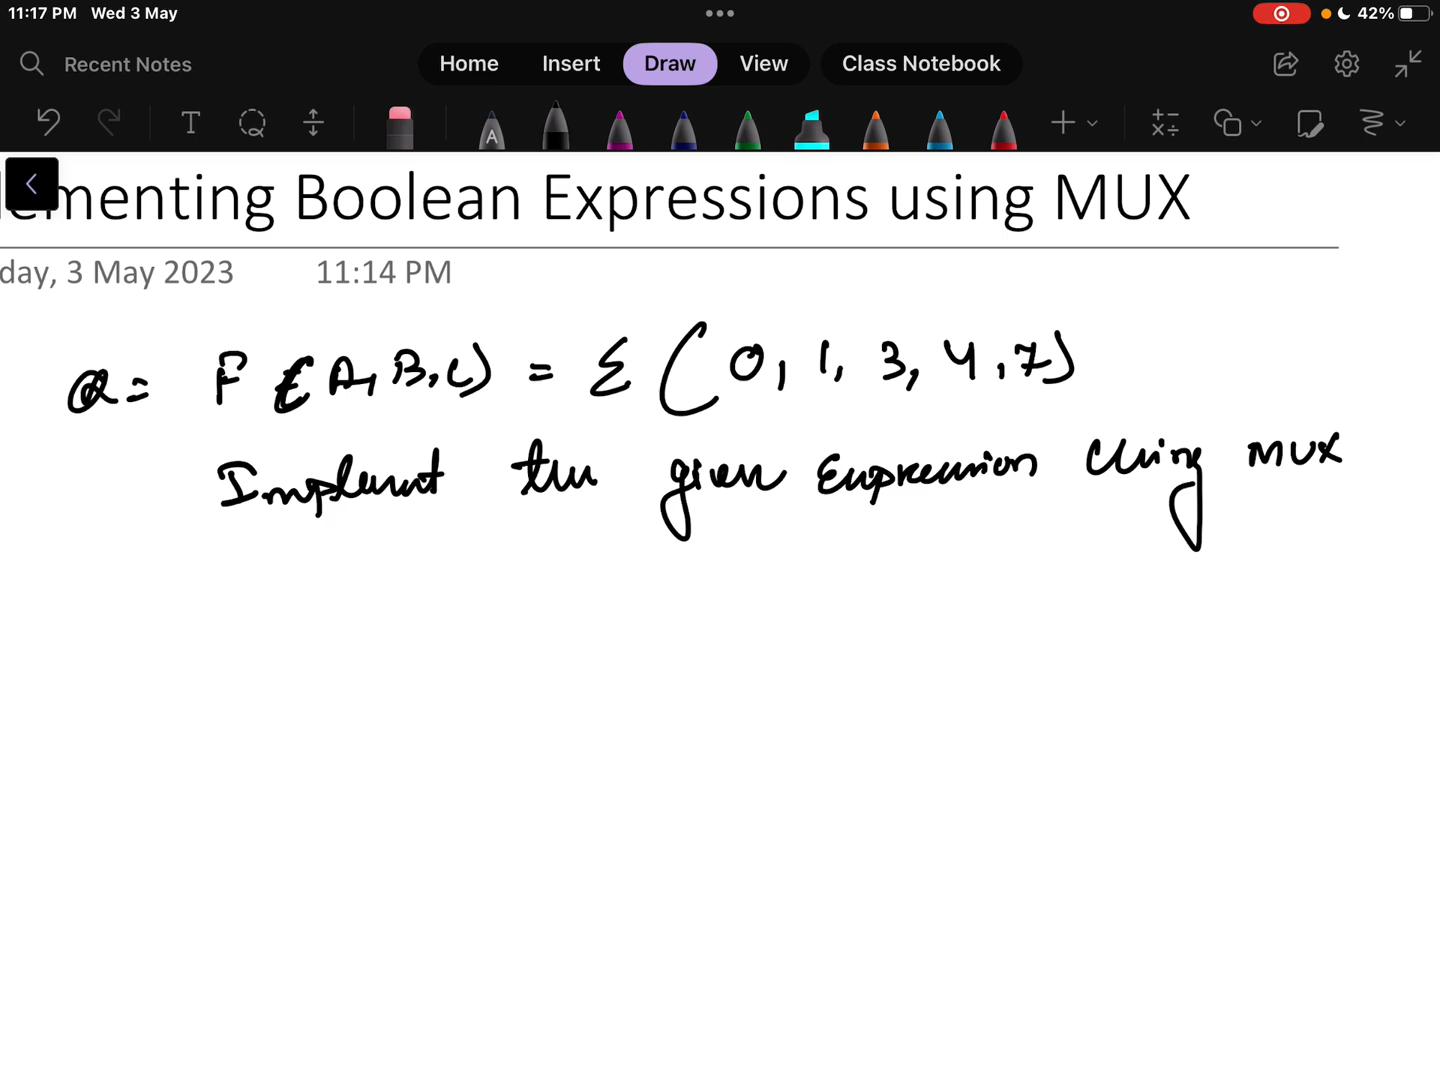 11:17 PM Wed 3 May
42%
Recent Notes
Home Insert Draw View Class Notebook
T A
ementing Boolean Expressions using MUX
day, 3 May 2023 11:14 PM
Q= F (A, B, C) = Σ (0, 1, 3, 4, 7)
Implement the given Expression Using MUX